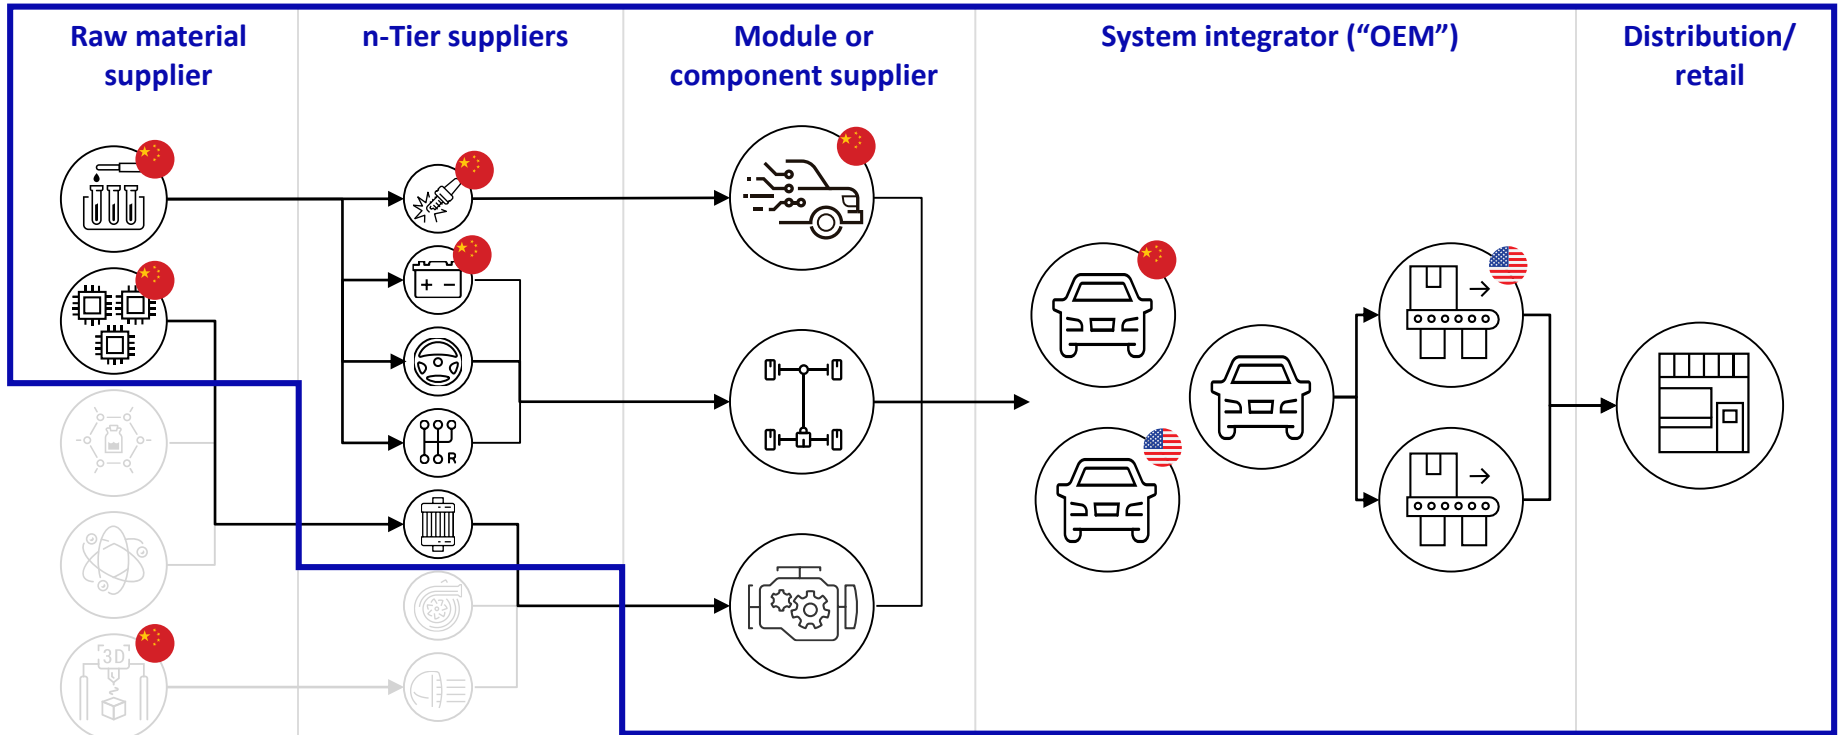 Raw material
supplier
n-Tier suppliers
Module or
component supplier
System integrator (“OEM”)
Distribution/
retail
+ −
R
3D